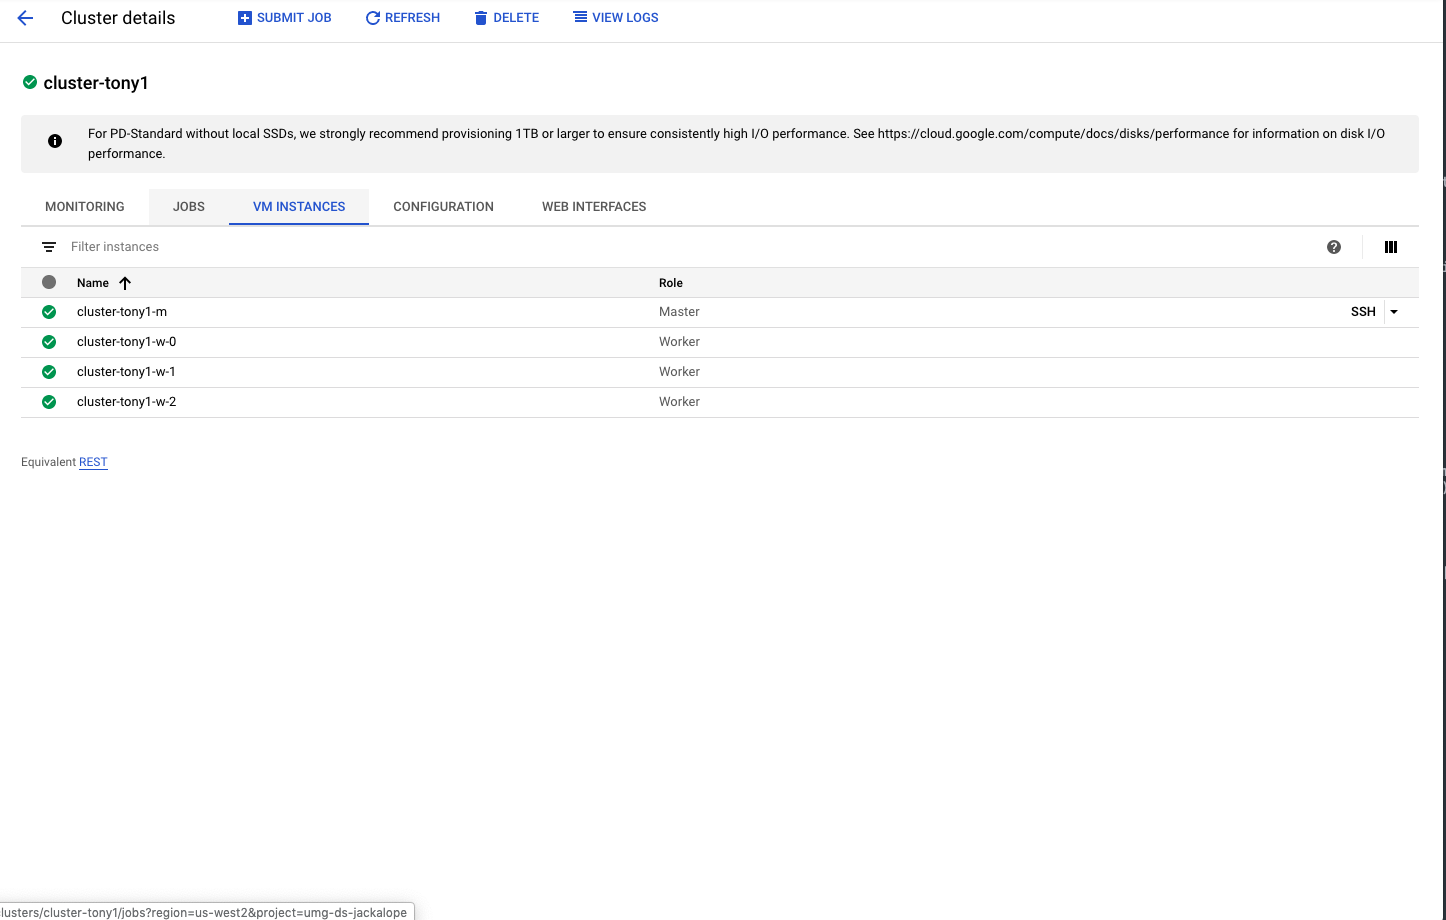 Cluster details
SUBMIT JOB
REFRESH
DELETE
VIEW LOGS
cluster-tony1
For PD-Standard without local SSDs, we strongly recommend provisioning 1TB or larger to ensure consistently high I/O performance. See https://cloud.google.com/compute/docs/disks/performance for information on disk I/O
performance.
MONITORING
JOBS
VM INSTANCES
CONFIGURATION
WEB INTERFACES
Filter instances
Name
Role
cluster-tony1-m
Master
SSH
cluster-tony1-w-0
Worker
cluster-tony1-w-1
Worker
cluster-tony1-w-2
Worker
Equivalent REST
lusters/cluster-tony1/jobs?region=us-west2&project=umg-ds-jackalope